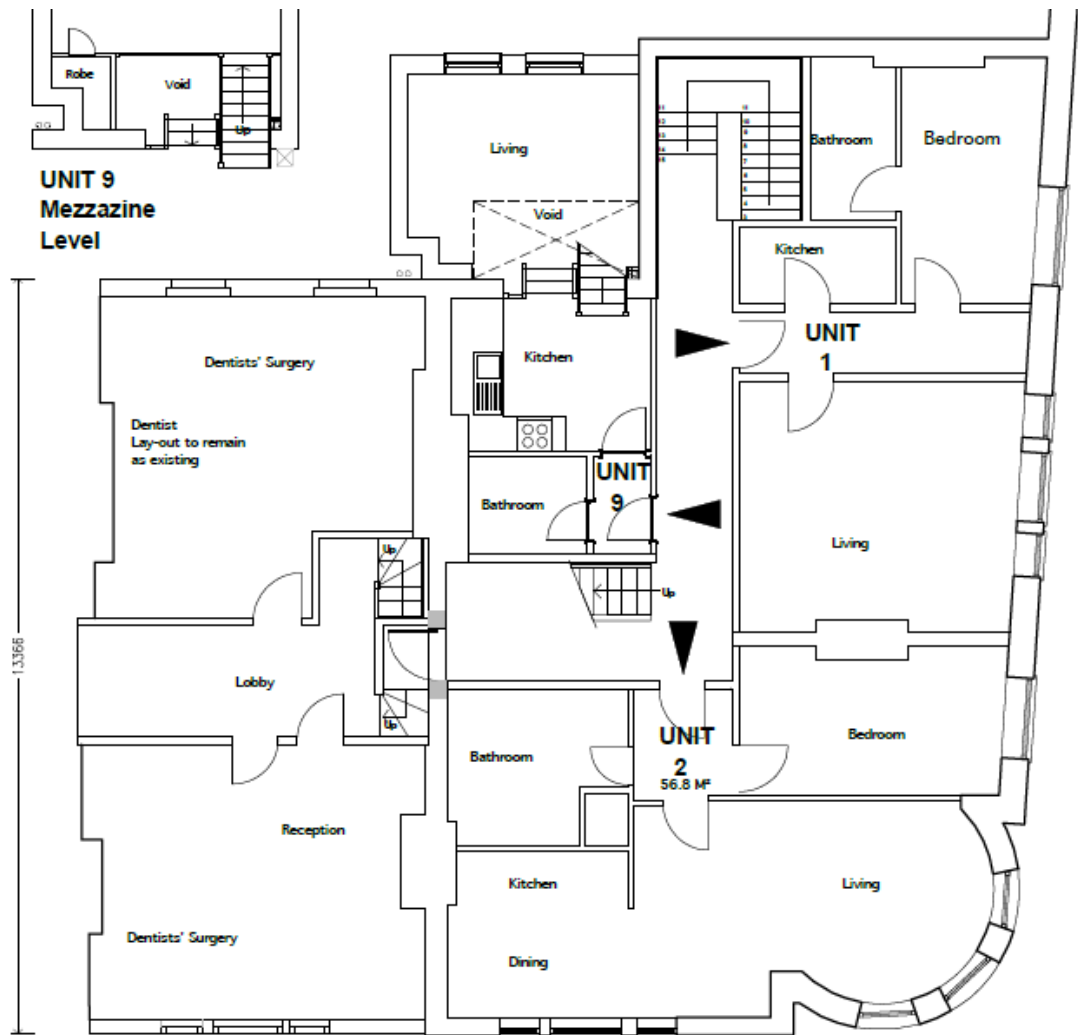 Robe
Void
Up
UNIT 9
Mezzazine
Level
Living
Void
Bathroom
Bedroom
Kitchen
UNIT
1
Dentists' Surgery
Dentist
Lay-out to remain
as existing
Kitchen
UNIT
9
Bathroom
Living
Up
Up
13366
Lobby
Up
Bathroom
UNIT
2
56.8 M²
Bedroom
Reception
Kitchen
Living
Dentists' Surgery
Dining